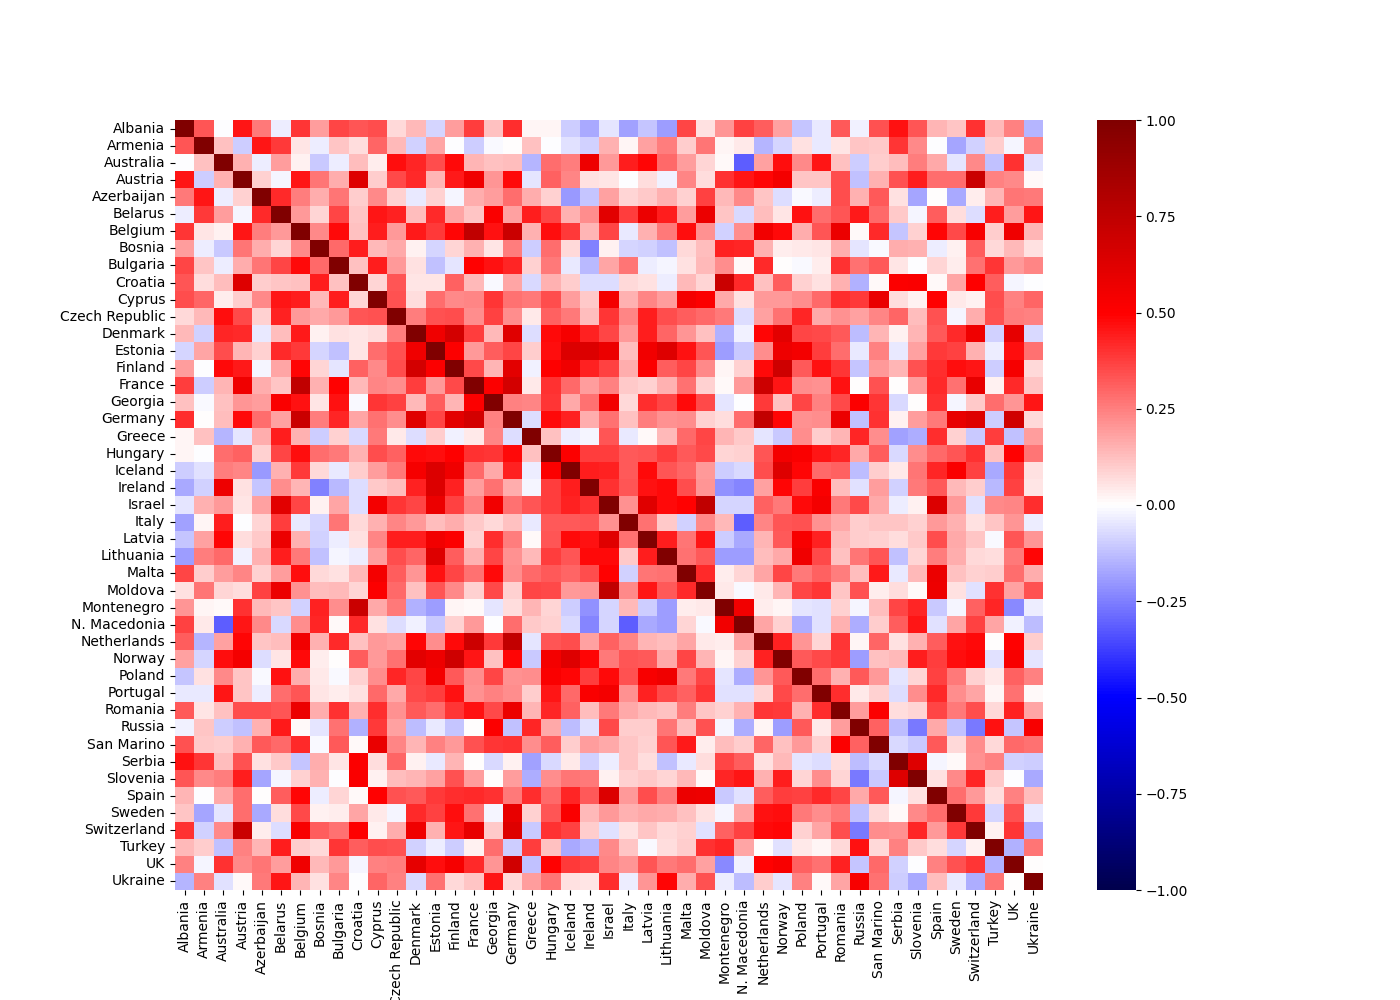 Albania
Armenia
Australia
Austria
Azerbaijan
Belarus
Belgium
Bosnia
Bulgaria
Croatia
Cyprus
Czech Republic
Denmark
Estonia
Finland
France
Georgia
Germany
Greece
Hungary
Iceland
Ireland
Israel
Italy
Latvia
Lithuania
Malta
Moldova
Montenegro
N. Macedonia
Netherlands
Norway
Poland
Portugal
Romania
Russia
San Marino
Serbia
Slovenia
Spain
Sweden
Switzerland
Turkey
UK
Ukraine
Albania
Armenia
Australia
Austria
Azerbaijan
Belarus
Belgium
Bosnia
Bulgaria
Croatia
Cyprus
Czech Republic
Denmark
Estonia
Finland
France
Georgia
Germany
Greece
Hungary
Iceland
Ireland
Israel
Italy
Latvia
Lithuania
Malta
Moldova
Montenegro
N. Macedonia
Netherlands
Norway
Poland
Portugal
Romania
Russia
San Marino
Serbia
Slovenia
Spain
Sweden
Switzerland
Turkey
UK
Ukraine
1.00
0.75
0.50
0.25
0.00
−0.25
−0.50
−0.75
−1.00